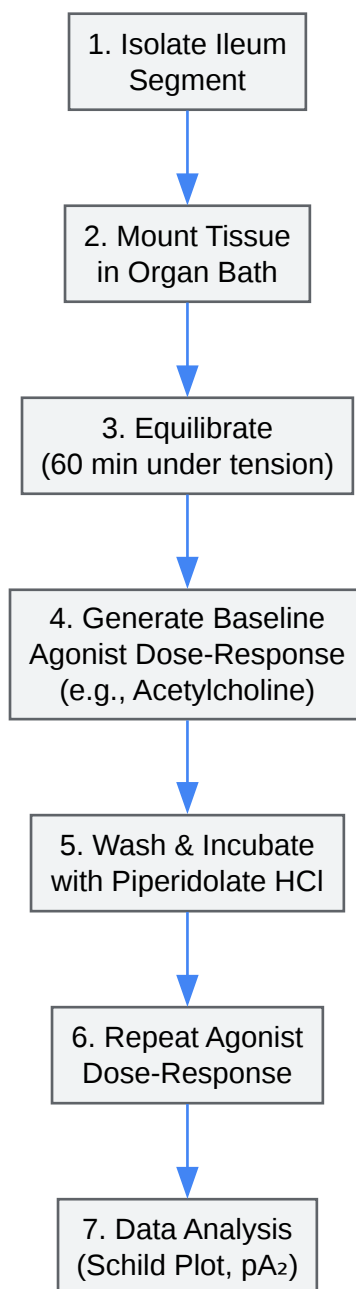 1. Isolate Ileum
Segment
2. Mount Tissue
in Organ Bath
3. Equilibrate
(60 min under tension)
4. Generate Baseline
Agonist Dose-Response
(e.g., Acetylcholine)
5. Wash & Incubate
with Piperidolate HCl
6. Repeat Agonist
Dose-Response
7. Data Analysis
(Schild Plot, pA₂)